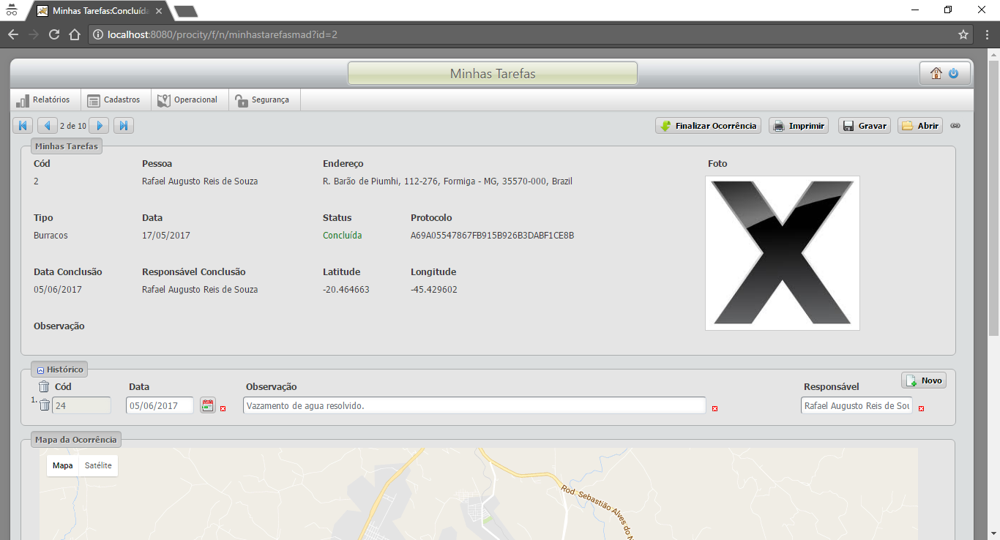 Minhas Tarefas:Concluída
localhost:8080/procity/f/n/minhastarefasmad?id=2
Minhas Tarefas
Relatórios Cadastros Operacional Segurança
2 de 10 Finalizar Ocorrência Imprimir Gravar Abrir
Minhas Tarefas
Cód Pessoa Endereço Foto
2 Rafael Augusto Reis de Souza R. Barão de Piumhi, 112-276, Formiga - MG, 35570-000, Brazil
Tipo Data Status Protocolo
Burracos 17/05/2017 Concluída A69A05547867FB915B926B3DABF1CE8B
Data Conclusão Responsável Conclusão Latitude Longitude
05/06/2017 Rafael Augusto Reis de Souza -20.464663 -45.429602
Observação
Histórico
Novo
Cód Data Observação Responsável
1. 24 05/06/2017 Vazamento de agua resolvido. Rafael Augusto Reis de Sou
Mapa da Ocorrência
Mapa Satélite
Rod. Sebastião Alves do